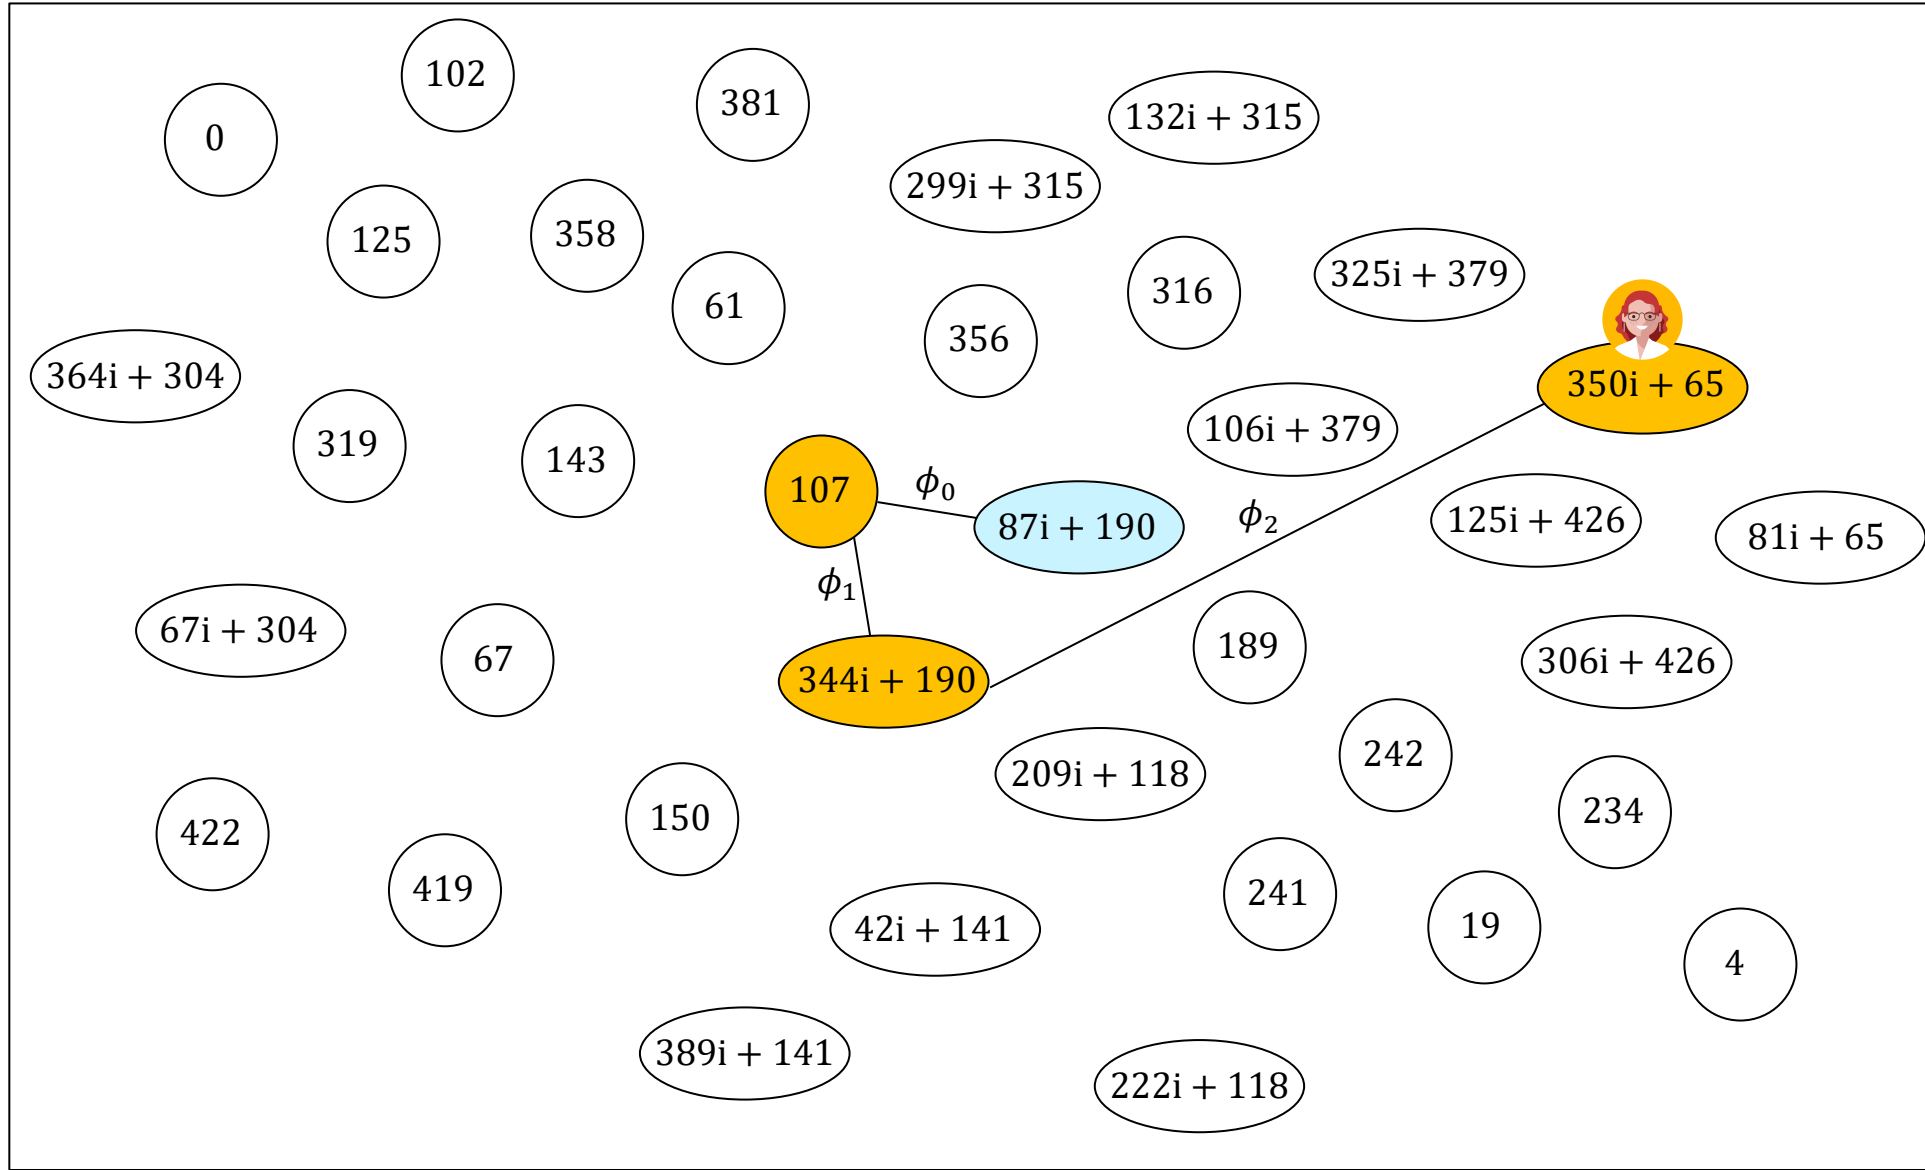 102
381
132i + 315
0
299i + 315
125
358
325i + 379
61
316
356
364i + 304
350i + 65
106i + 379
319
143
107
ϕ₀
87i + 190
ϕ₂
125i + 426
81i + 65
ϕ₁
67i + 304
67
189
306i + 426
344i + 190
209i + 118
242
422
150
234
419
241
42i + 141
19
4
389i + 141
222i + 118